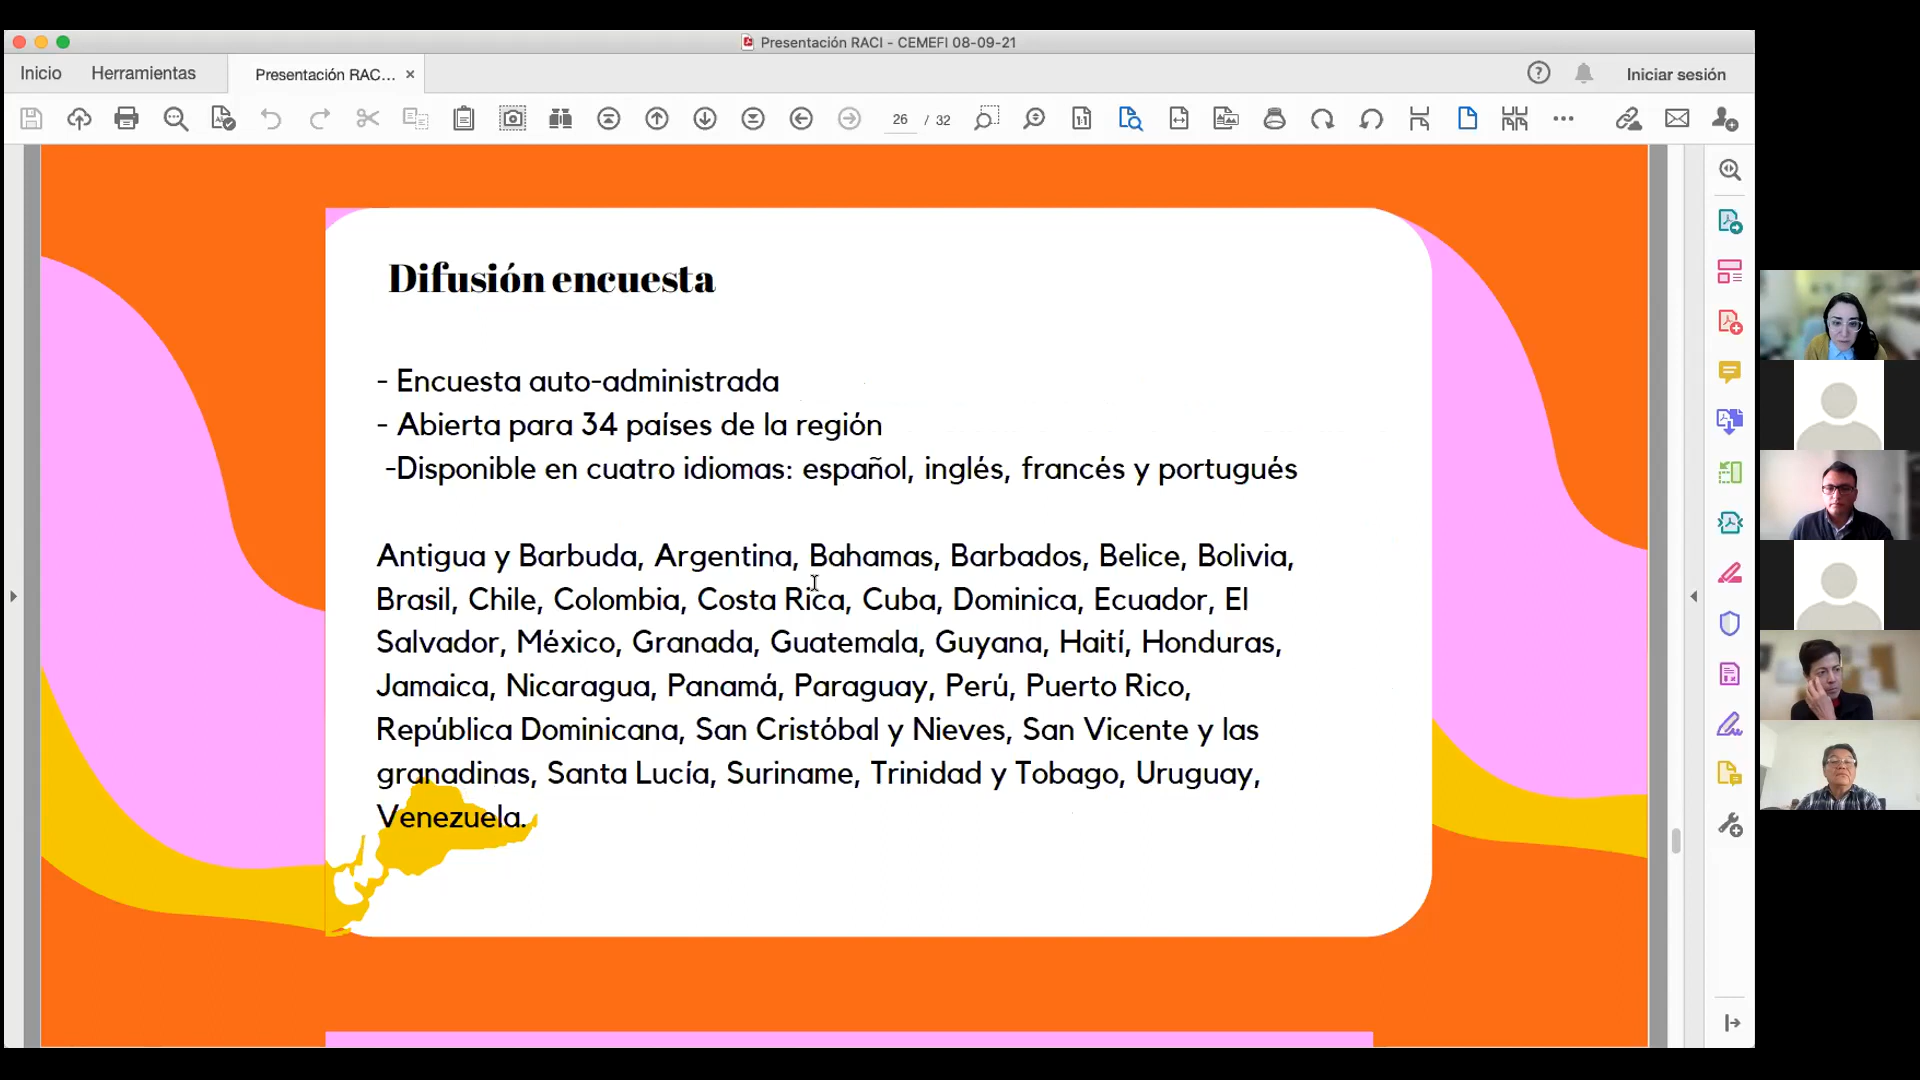 Presentación RACI - CEMEFI 08-09-21
Inicio Herramientas Presentación RAC... × Iniciar sesión
26 / 32
Difusión encuesta
- Encuesta auto-administrada
- Abierta para 34 países de la región
-Disponible en cuatro idiomas: español, inglés, francés y portugués
Antigua y Barbuda, Argentina, Bahamas, Barbados, Belice, Bolivia,
Brasil, Chile, Colombia, Costa Rica, Cuba, Dominica, Ecuador, El
Salvador, México, Granada, Guatemala, Guyana, Haití, Honduras,
Jamaica, Nicaragua, Panamá, Paraguay, Perú, Puerto Rico,
República Dominicana, San Cristóbal y Nieves, San Vicente y las
granadinas, Santa Lucía, Suriname, Trinidad y Tobago, Uruguay,
Venezuela.